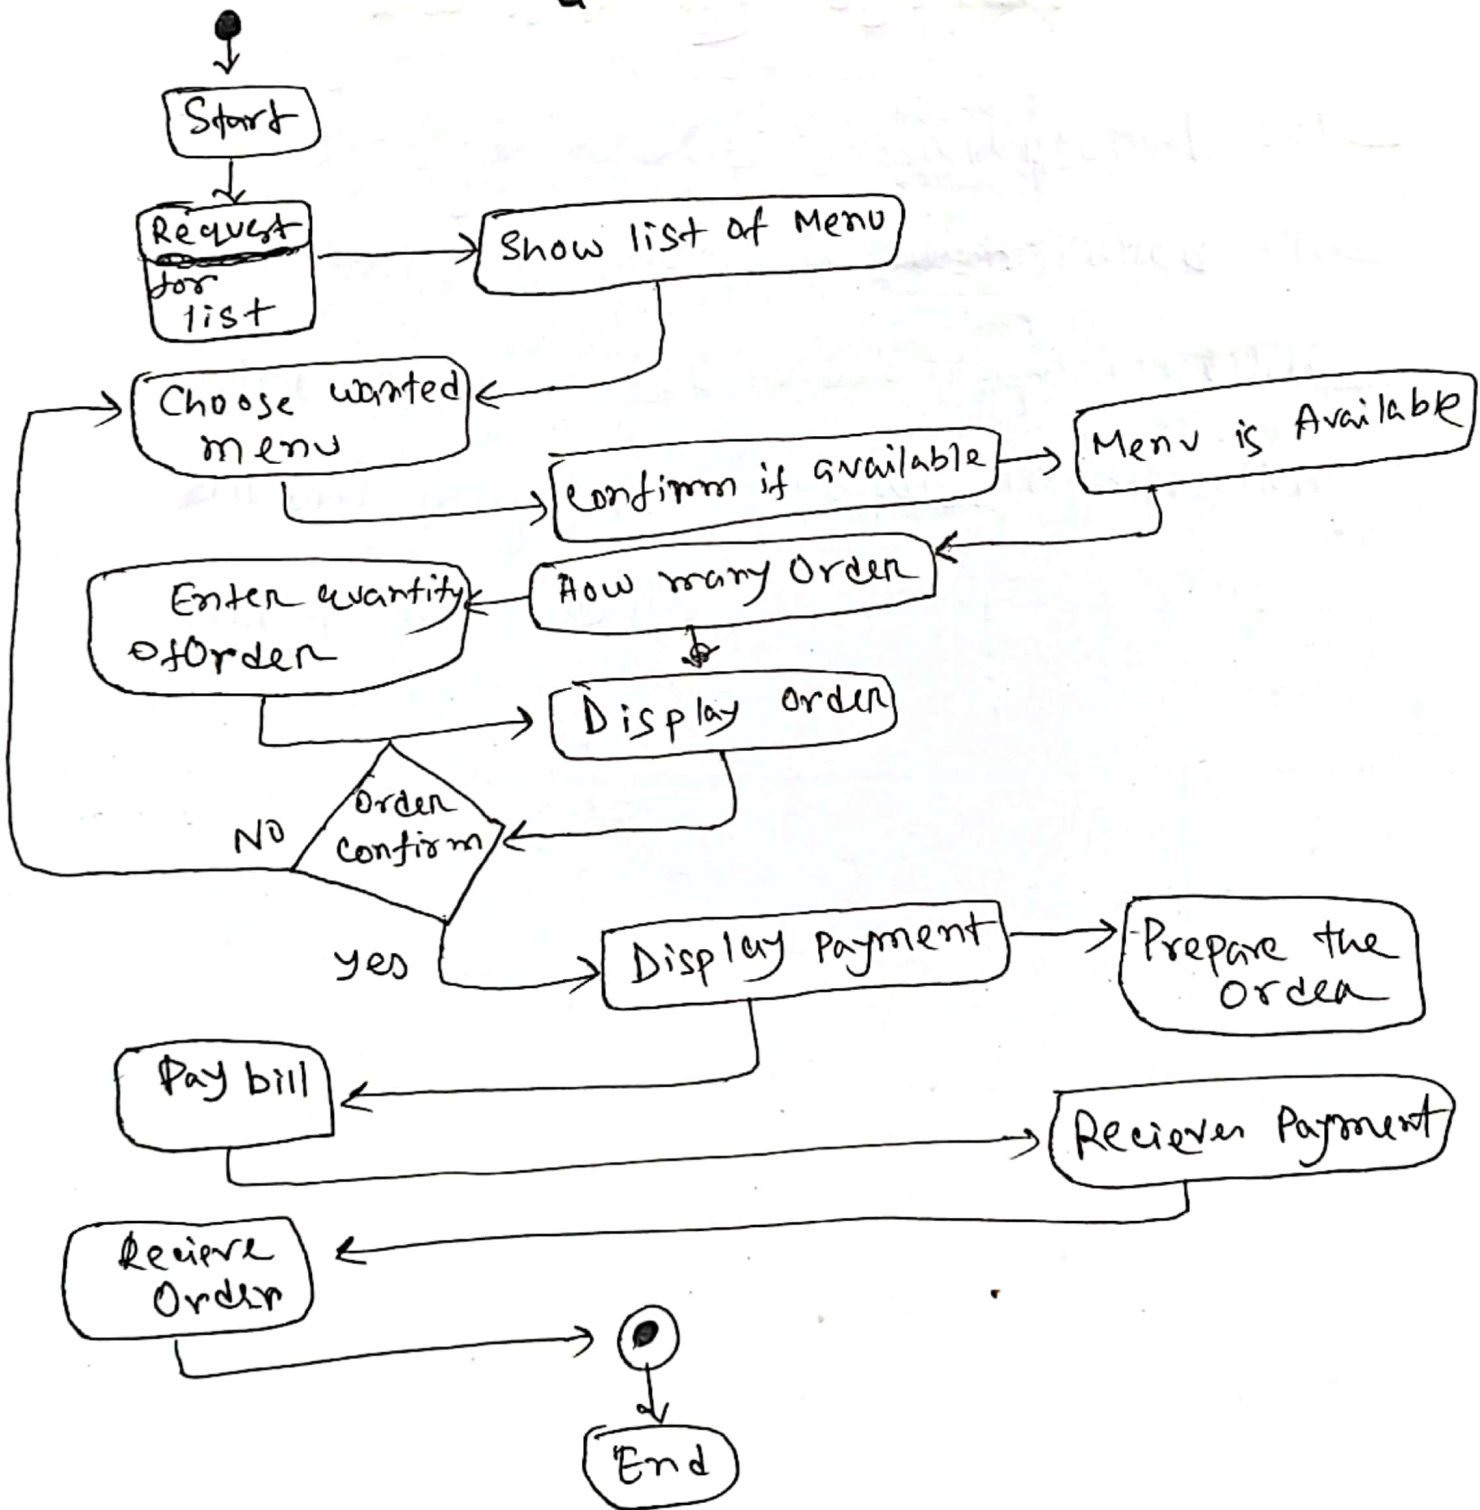 Start
Request
for
list
Show list of Menu
Choose wanted
menu
confirm if available
Menu is Available
How many Order
Enter quantity
of Order
Display order
Order
confirm
NO
yes
Display payment
Prepare the
Order
Pay bill
Reciever Payment
Recieve
Order
End